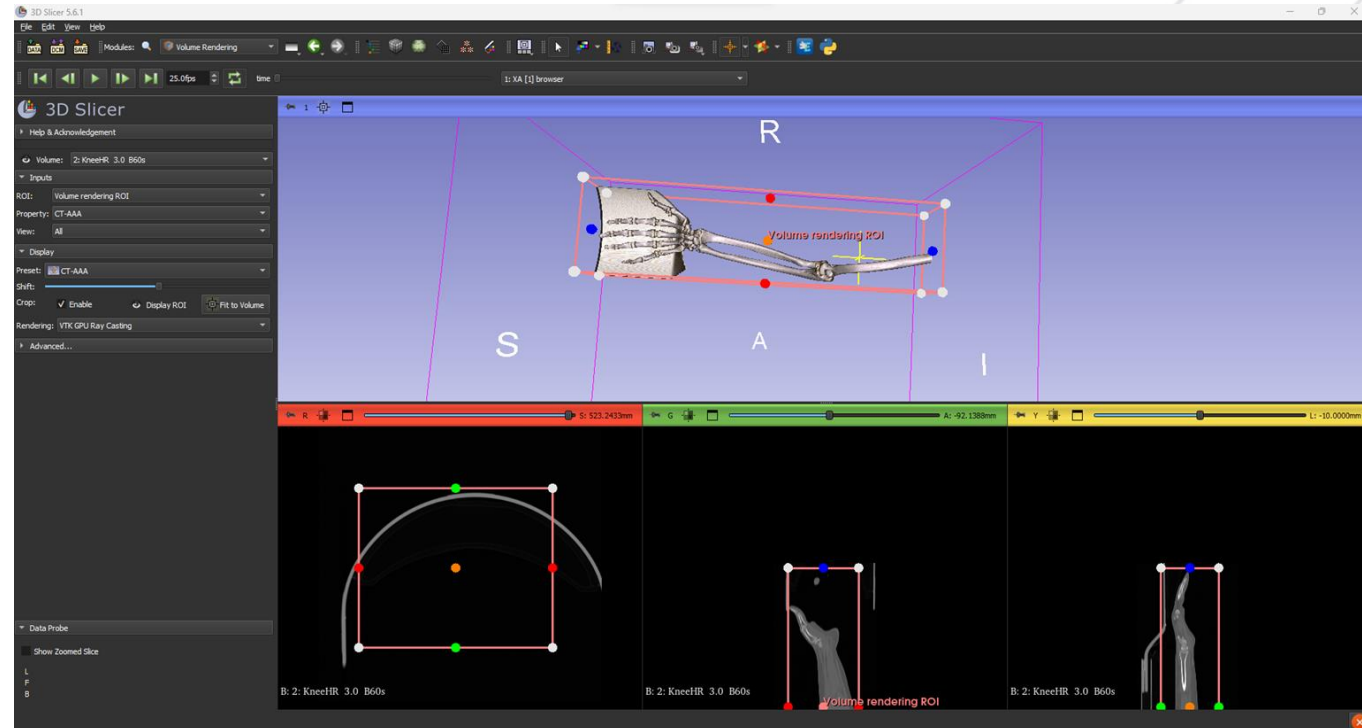 3D Slicer 5.6.1
File Edit View Help
DATA DCM SAVE Modules: Volume Rendering
25.0fps time 1: XA [1] browser
3D Slicer
1
Help & Acknowledgement
Volume: 2: KneeHR 3.0 B60s
Inputs
ROI: Volume rendering ROI
Property: CT-AAA
View: All
Display
Preset: CT-AAA
Shift:
Crop: Enable Display ROI Fit to Volume
Rendering: VTK GPU Ray Casting
Advanced...
R
Volume rendering ROI
S
A
I
R S: 523.2433mm
G A: -92.1388mm
Y L: -10.0000mm
B: 2: KneeHR 3.0 B60s
B: 2: KneeHR 3.0 B60s
Volume rendering ROI
B: 2: KneeHR 3.0 B60s
Data Probe
Show Zoomed Slice
L
F
B